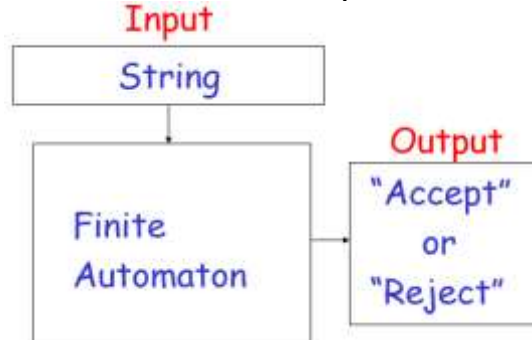 Input
String
Output
Finite
Automaton
“Accept”
or
“Reject”